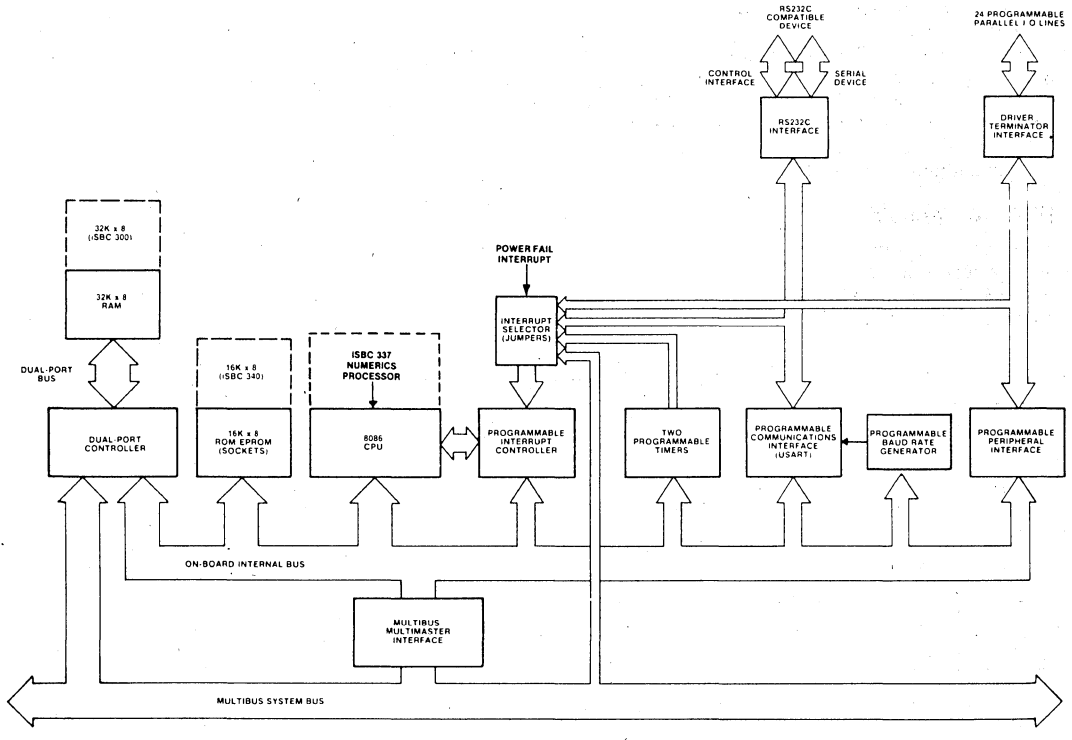 RS232C
COMPATIBLE
DEVICE
24 PROGRAMMABLE
PARALLEL I O LINES
CONTROL
INTERFACE
SERIAL
DEVICE
RS232C
INTERFACE
DRIVER
TERMINATOR
INTERFACE
32K x 8
(iSBC 300)
32K x 8
RAM
POWER FAIL
INTERRUPT
INTERRUPT
SELECTOR
(JUMPERS)
DUAL-PORT
BUS
16K x 8
(iSBC 340)
iSBC 337
NUMERICS
PROCESSOR
DUAL-PORT
CONTROLLER
16K x 8
ROM EPROM
(SOCKETS)
8086
CPU
PROGRAMMABLE
INTERRUPT
CONTROLLER
TWO
PROGRAMMABLE
TIMERS
PROGRAMMABLE
COMMUNICATIONS
INTERFACE
(USART)
PROGRAMMABLE
BAUD RATE
GENERATOR
PROGRAMMABLE
PERIPHERAL
INTERFACE
ON-BOARD INTERNAL BUS
MULTIBUS
MULTIMASTER
INTERFACE
MULTIBUS SYSTEM BUS